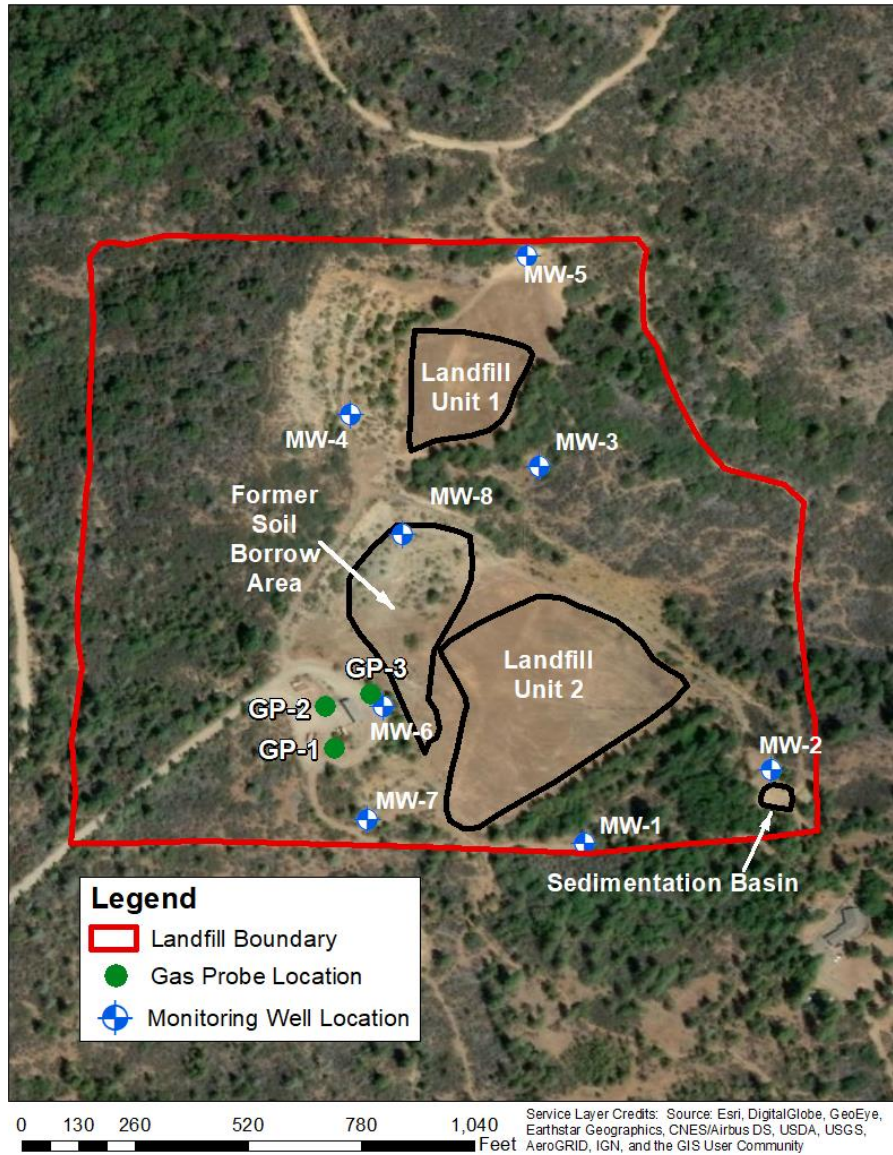 MW-5
Landfill
Unit 1
MW-4
MW-3
MW-8
Former
Soil
Borrow
Area
Landfill
Unit 2
GP-3
GP-2
MW-6
GP-1
MW-2
MW-7
MW-1
Sedimentation Basin
Legend
Landfill Boundary
Gas Probe Location
Monitoring Well Location
0 130 260 520 780 1,040
Feet
Service Layer Credits: Source: Esri, DigitalGlobe, GeoEye,
Earthstar Geographics, CNES/Airbus DS, USDA, USGS,
AeroGRID, IGN, and the GIS User Community